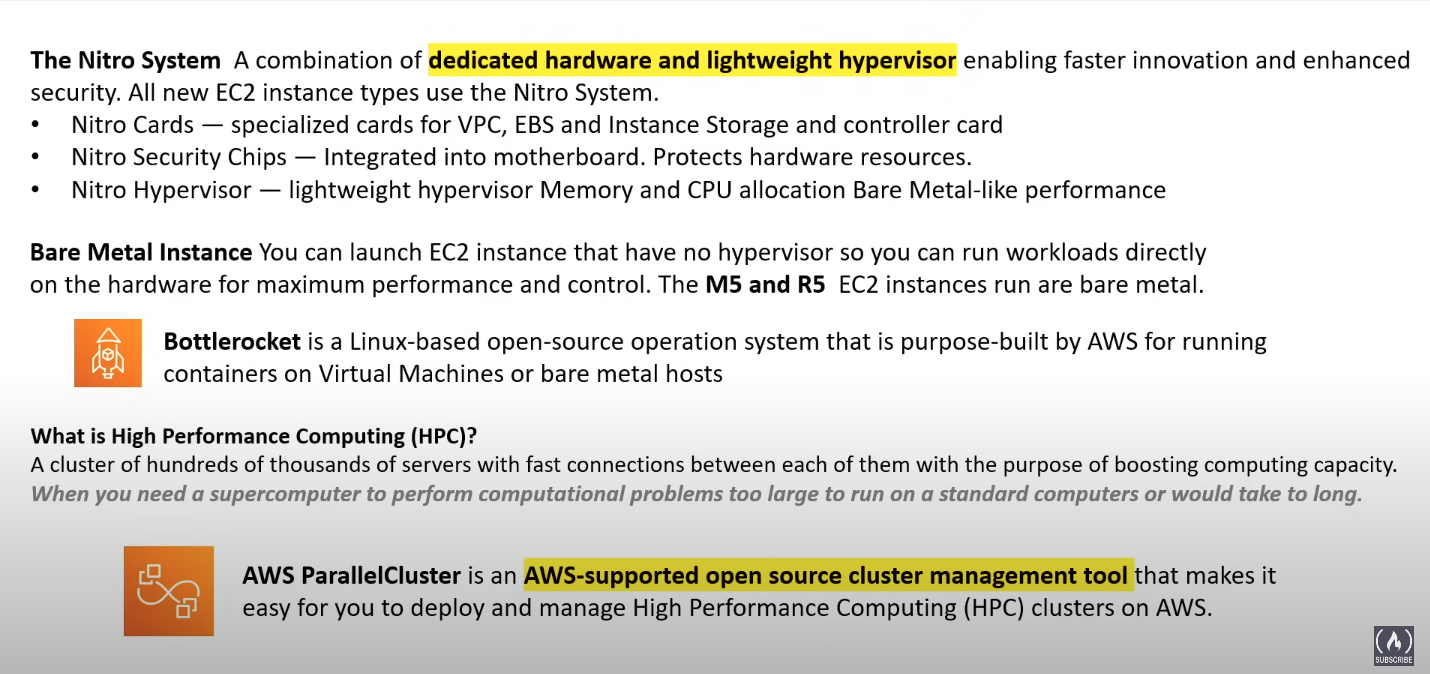 The Nitro System  A combination of dedicated hardware and lightweight hypervisor enabling faster innovation and enhanced
security. All new EC2 instance types use the Nitro System.
• Nitro Cards — specialized cards for VPC, EBS and Instance Storage and controller card
• Nitro Security Chips — Integrated into motherboard. Protects hardware resources.
• Nitro Hypervisor — lightweight hypervisor Memory and CPU allocation Bare Metal-like performance
Bare Metal Instance You can launch EC2 instance that have no hypervisor so you can run workloads directly
on the hardware for maximum performance and control. The M5 and R5  EC2 instances run are bare metal.
Bottlerocket is a Linux-based open-source operation system that is purpose-built by AWS for running
containers on Virtual Machines or bare metal hosts
What is High Performance Computing (HPC)?
A cluster of hundreds of thousands of servers with fast connections between each of them with the purpose of boosting computing capacity.
When you need a supercomputer to perform computational problems too large to run on a standard computers or would take to long.
AWS ParallelCluster is an AWS-supported open source cluster management tool that makes it
easy for you to deploy and manage High Performance Computing (HPC) clusters on AWS.
SUBSCRIBE